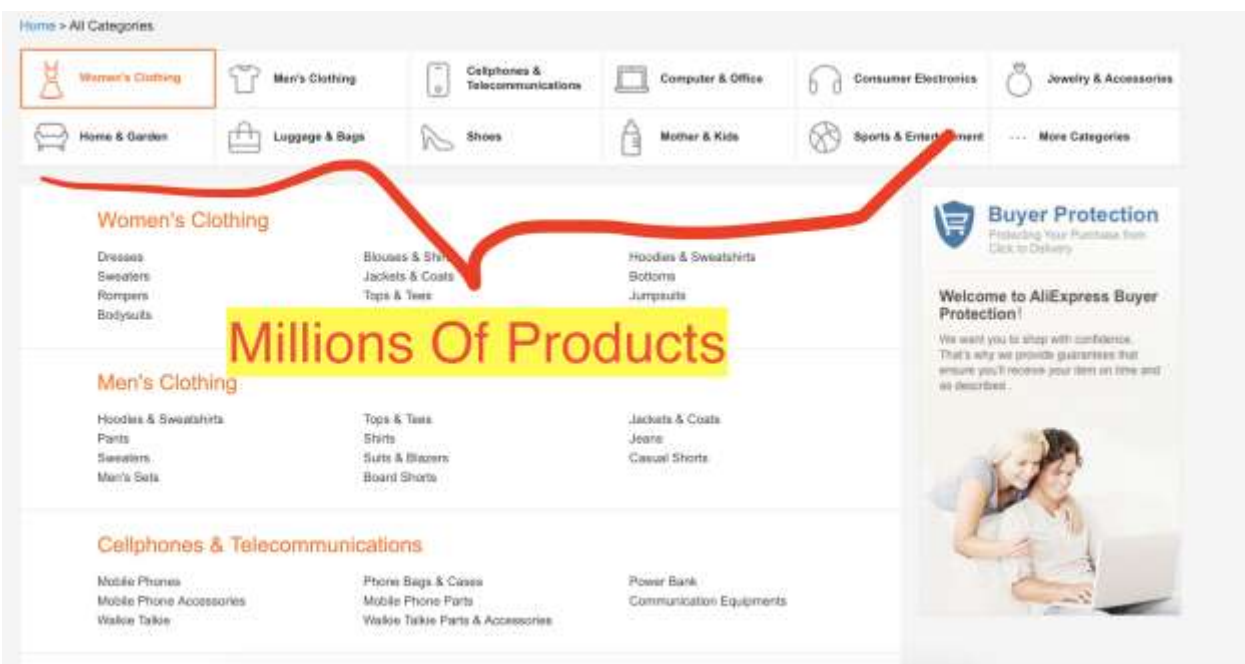 Home > All Categories
Women's Clothing
Men's Clothing
Cellphones &
Telecommunications
Computer & Office
Consumer Electronics
Jewelry & Accessories
Home & Garden
Luggage & Bags
Shoes
Mother & Kids
Sports & Entertainment
... More Categories
Women's Clothing
Dresses
Blouses & Shirts
Hoodies & Sweatshirts
Sweaters
Jackets & Coats
Bottoms
Rompers
Tops & Tees
Jumpsuits
Bodysuits
Millions Of Products
Men's Clothing
Hoodies & Sweatshirts
Tops & Tees
Jackets & Coats
Pants
Shirts
Jeans
Sweaters
Suits & Blazers
Casual Shorts
Men's Sets
Board Shorts
Cellphones & Telecommunications
Mobile Phones
Phone Bags & Cases
Power Bank
Mobile Phone Accessories
Mobile Phone Parts
Communication Equipments
Walkie Talkie
Walkie Talkie Parts & Accessories
Buyer Protection
Protecting Your Purchase from
Click to Delivery
Welcome to AliExpress Buyer
Protection!
We want you to shop with confidence.
That's why we provide guarantees that
ensure you'll receive your item on time and
as described.